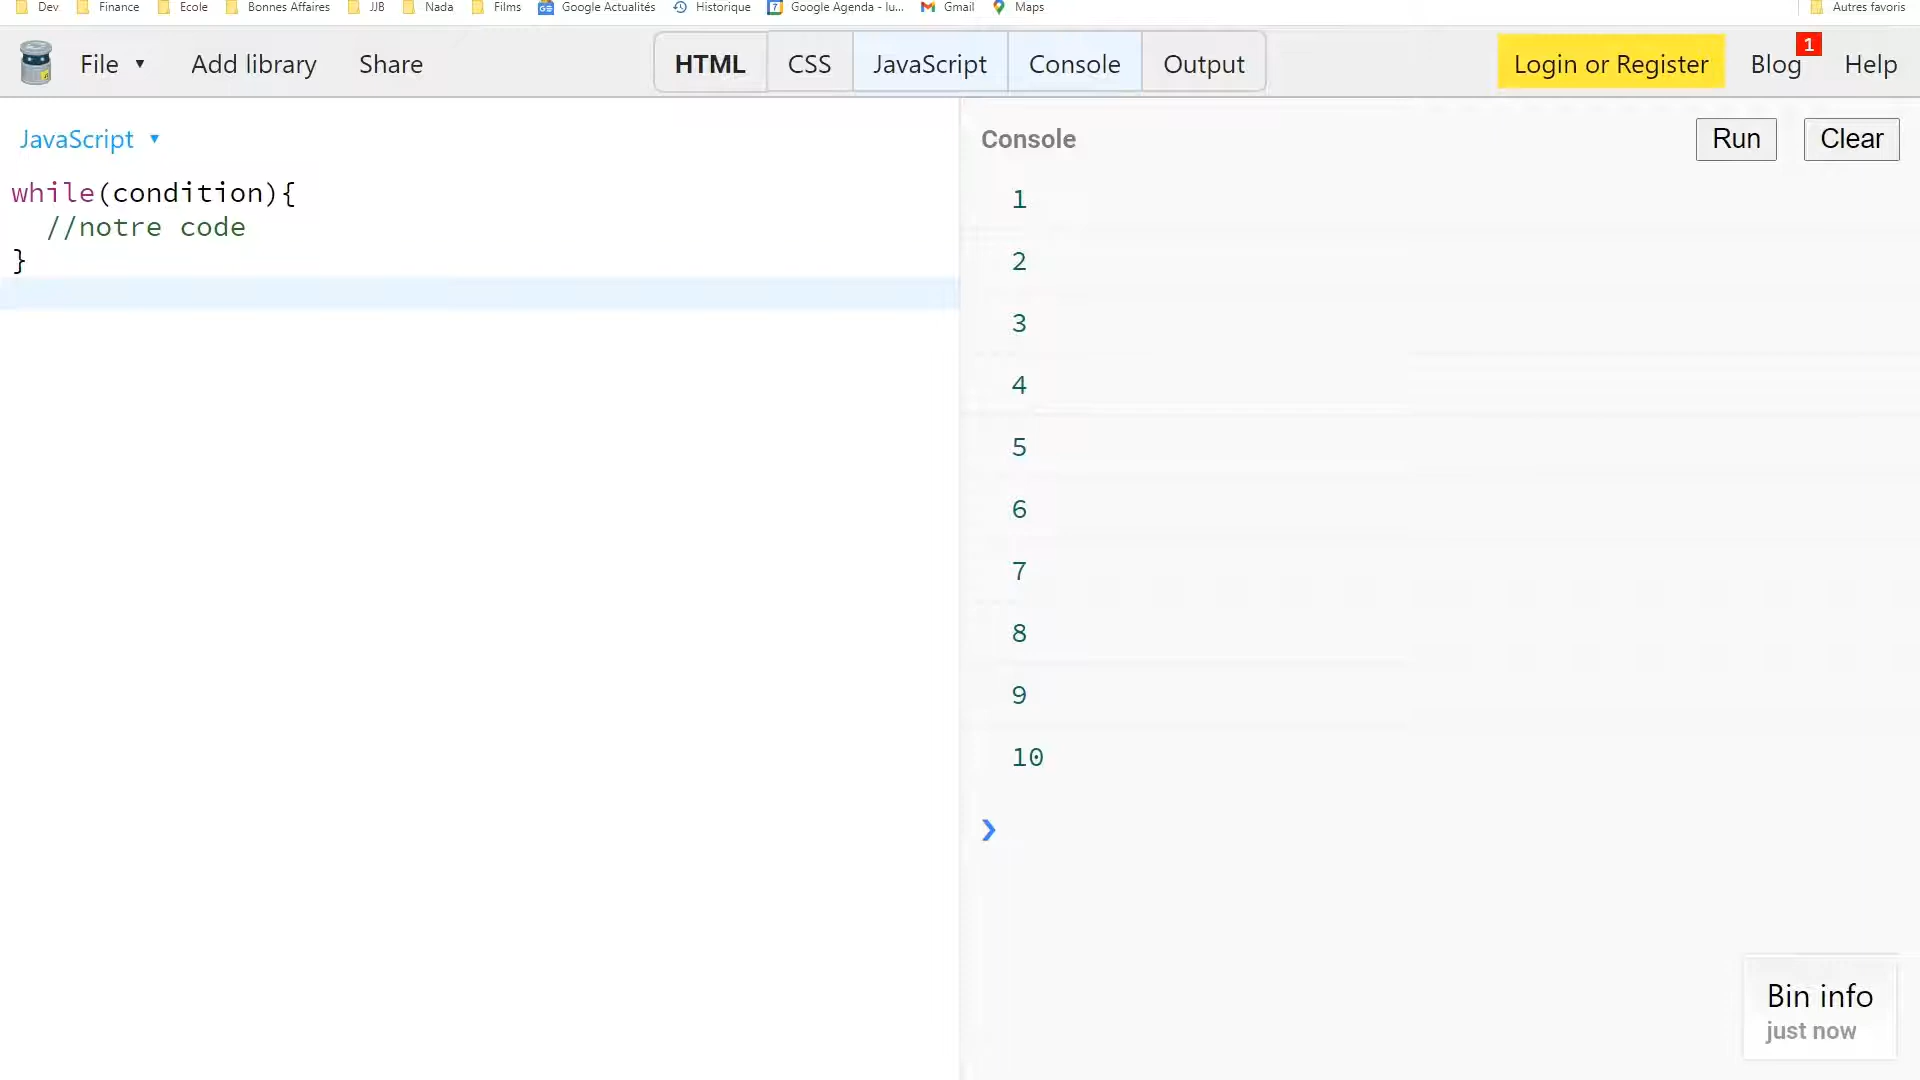 Dev Finance Ecole Bonnes Affaires JJB Nada Films Google Actualités Historique Google Agenda - lu... Gmail Maps Autres favoris
File Add library Share HTML CSS JavaScript Console Output Login or Register Blog 1 Help
JavaScript
while(condition){
//notre code
}
Console Run Clear
1
2
3
4
5
6
7
8
9
10
Bin info
just now